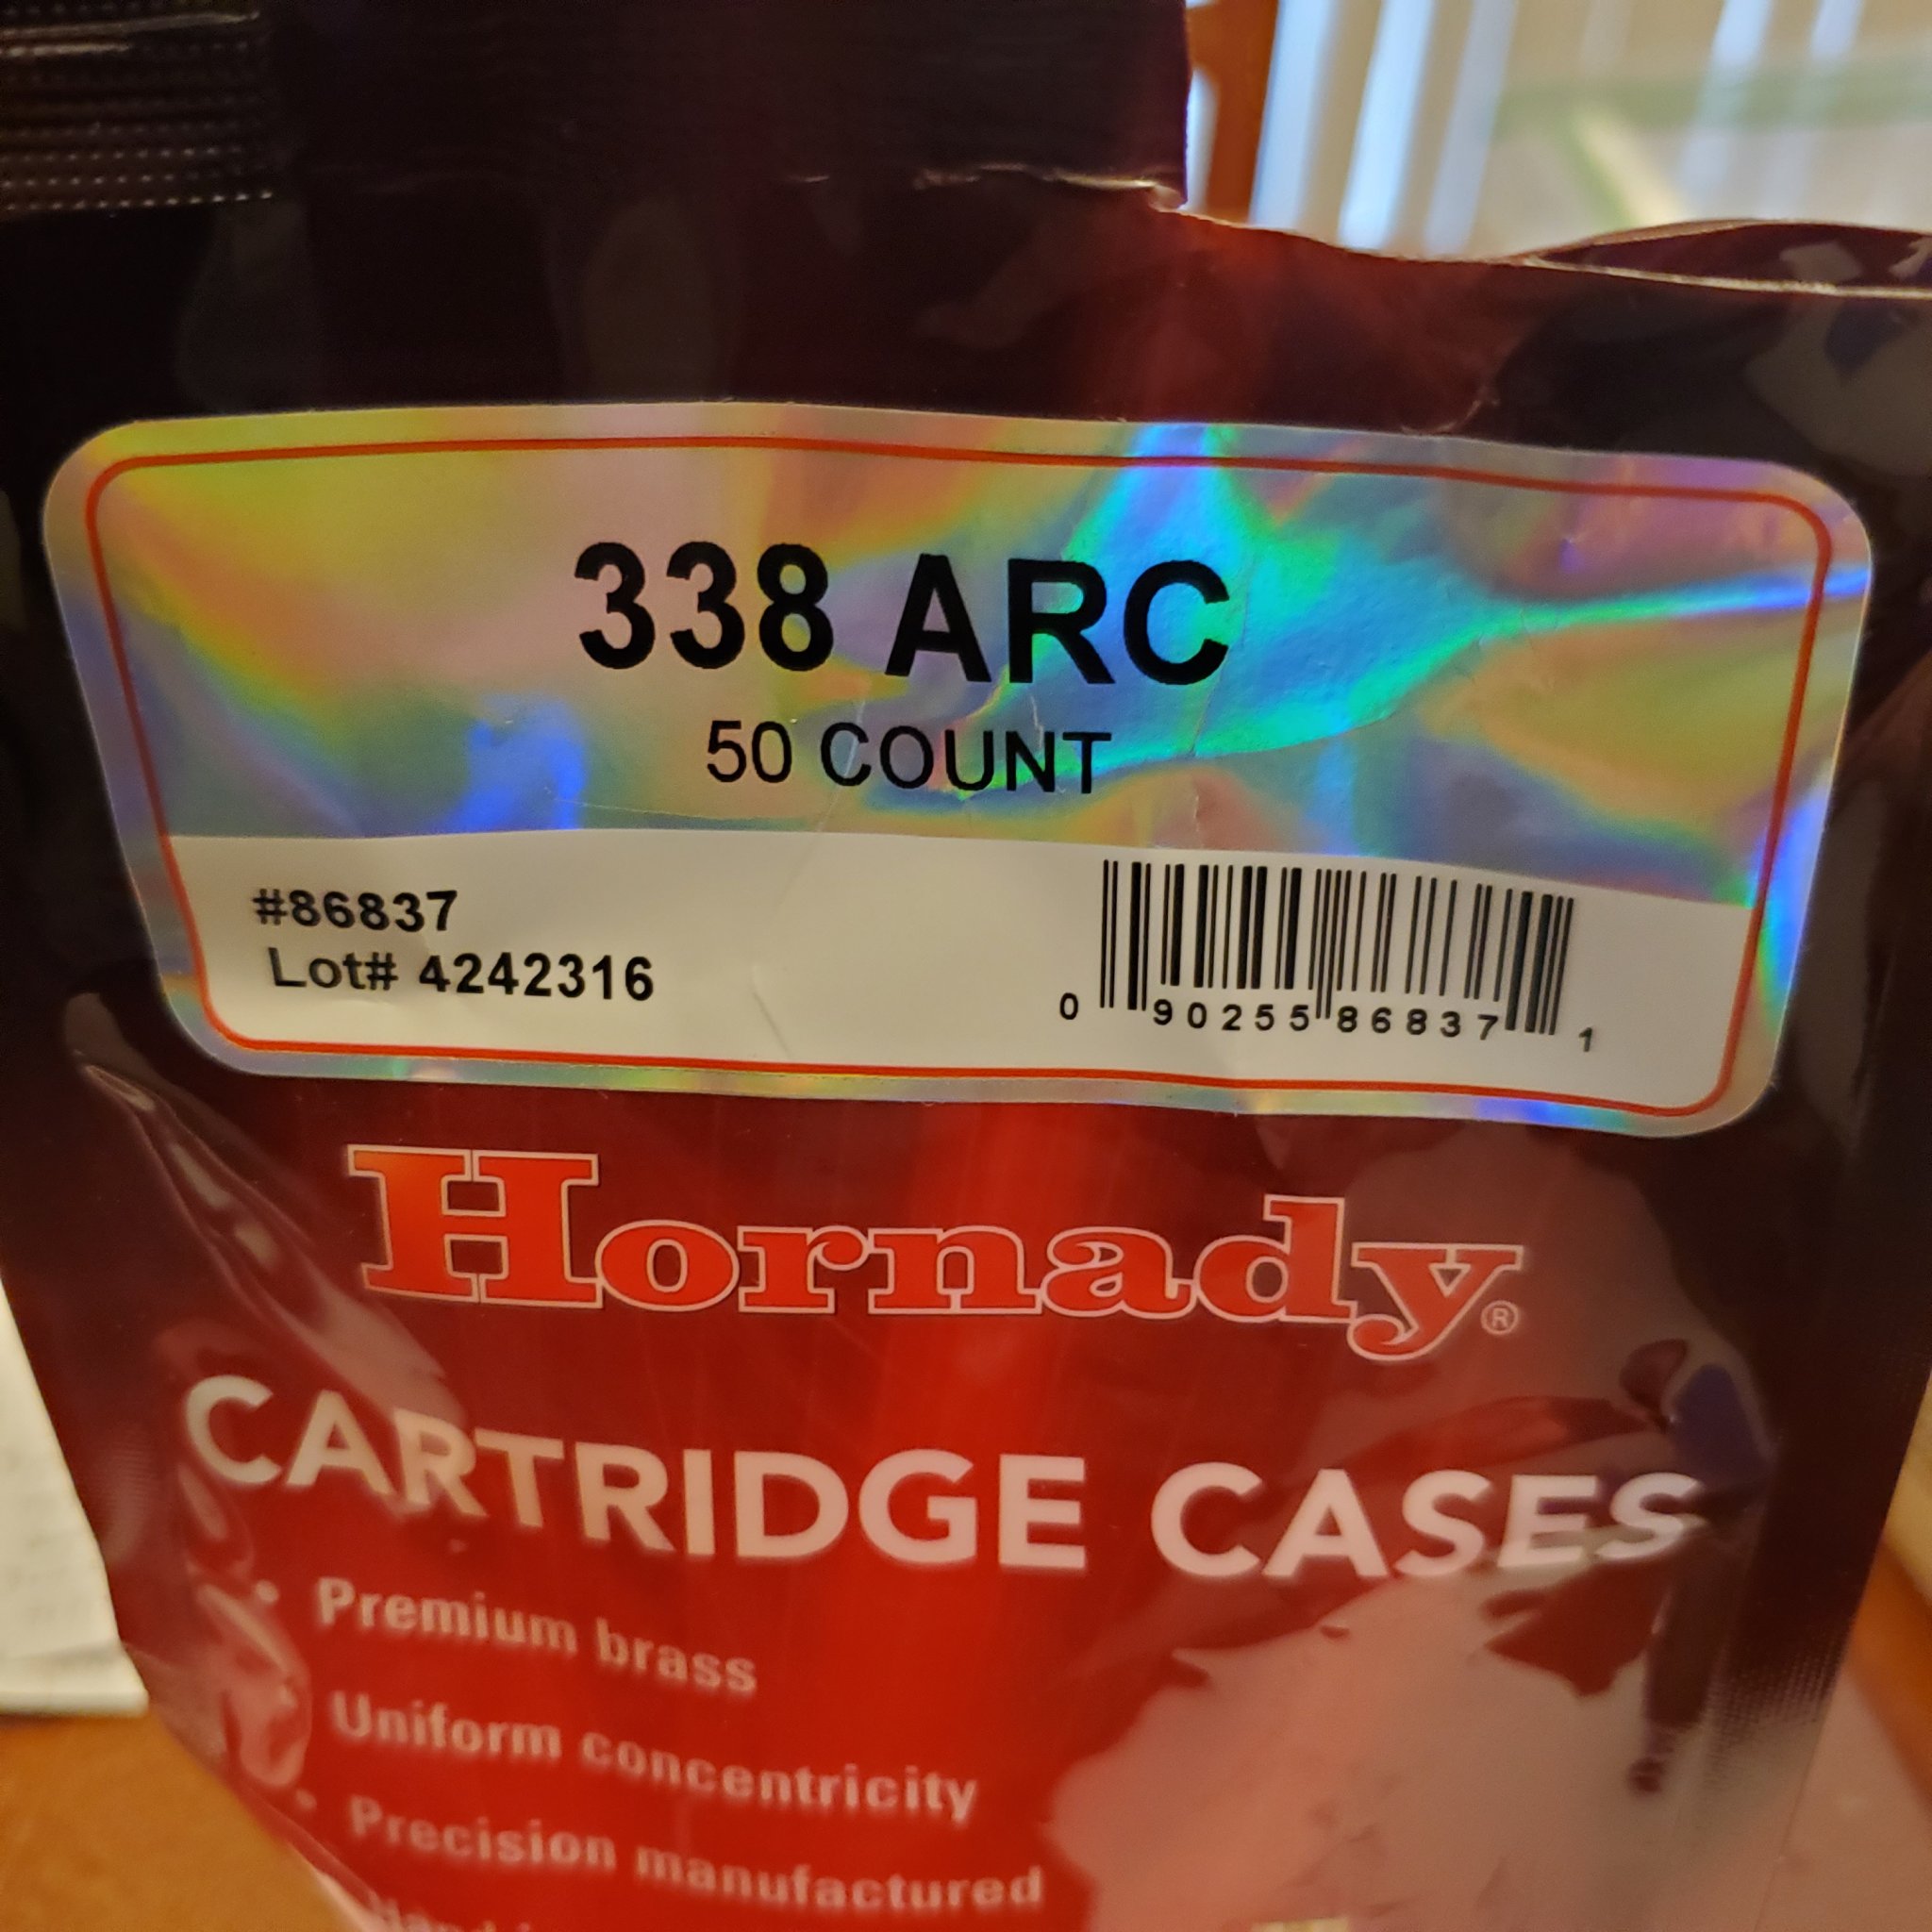 338 ARC
50 COUNT
#86837
Lot# 4242316
0 90255 86837 1
Hornady®
CARTRIDGE CASES
• Premium brass
Uniform concentricity
• Precision manufactured